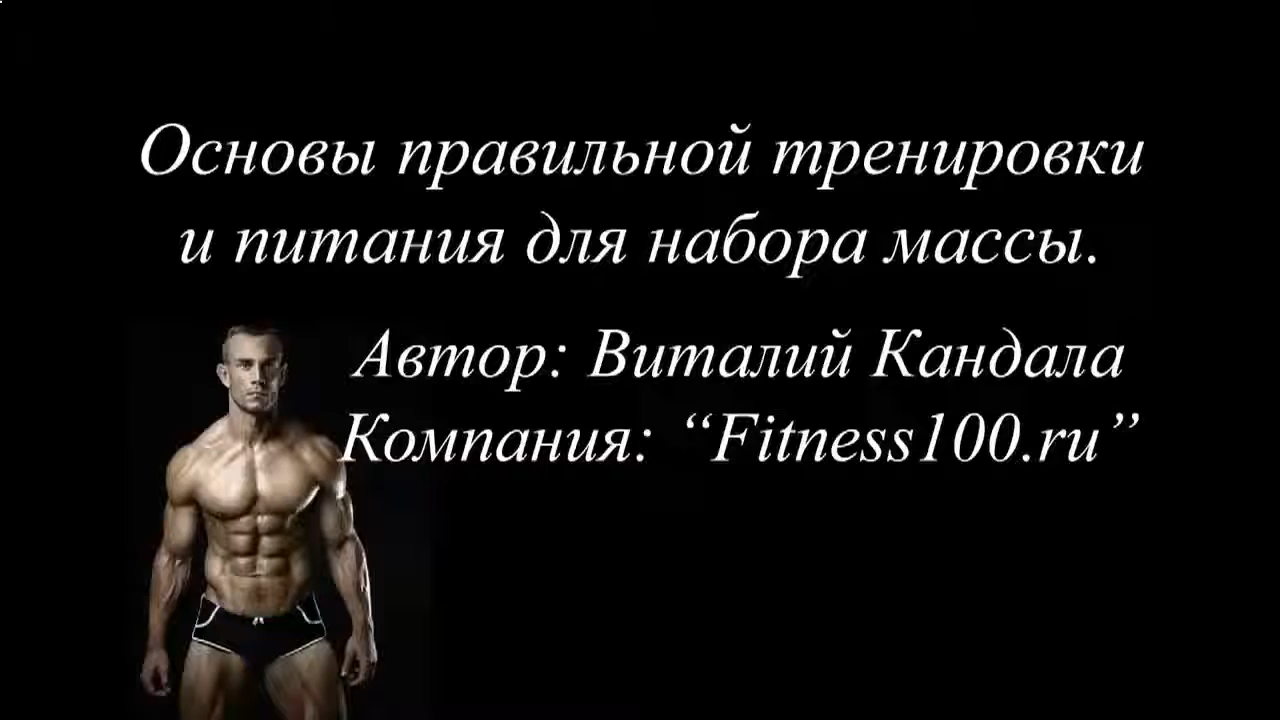 Основы правильной тренировки
и питания для набора массы.
Автор: Виталий Кандала
Компания: “Fitness100.ru”